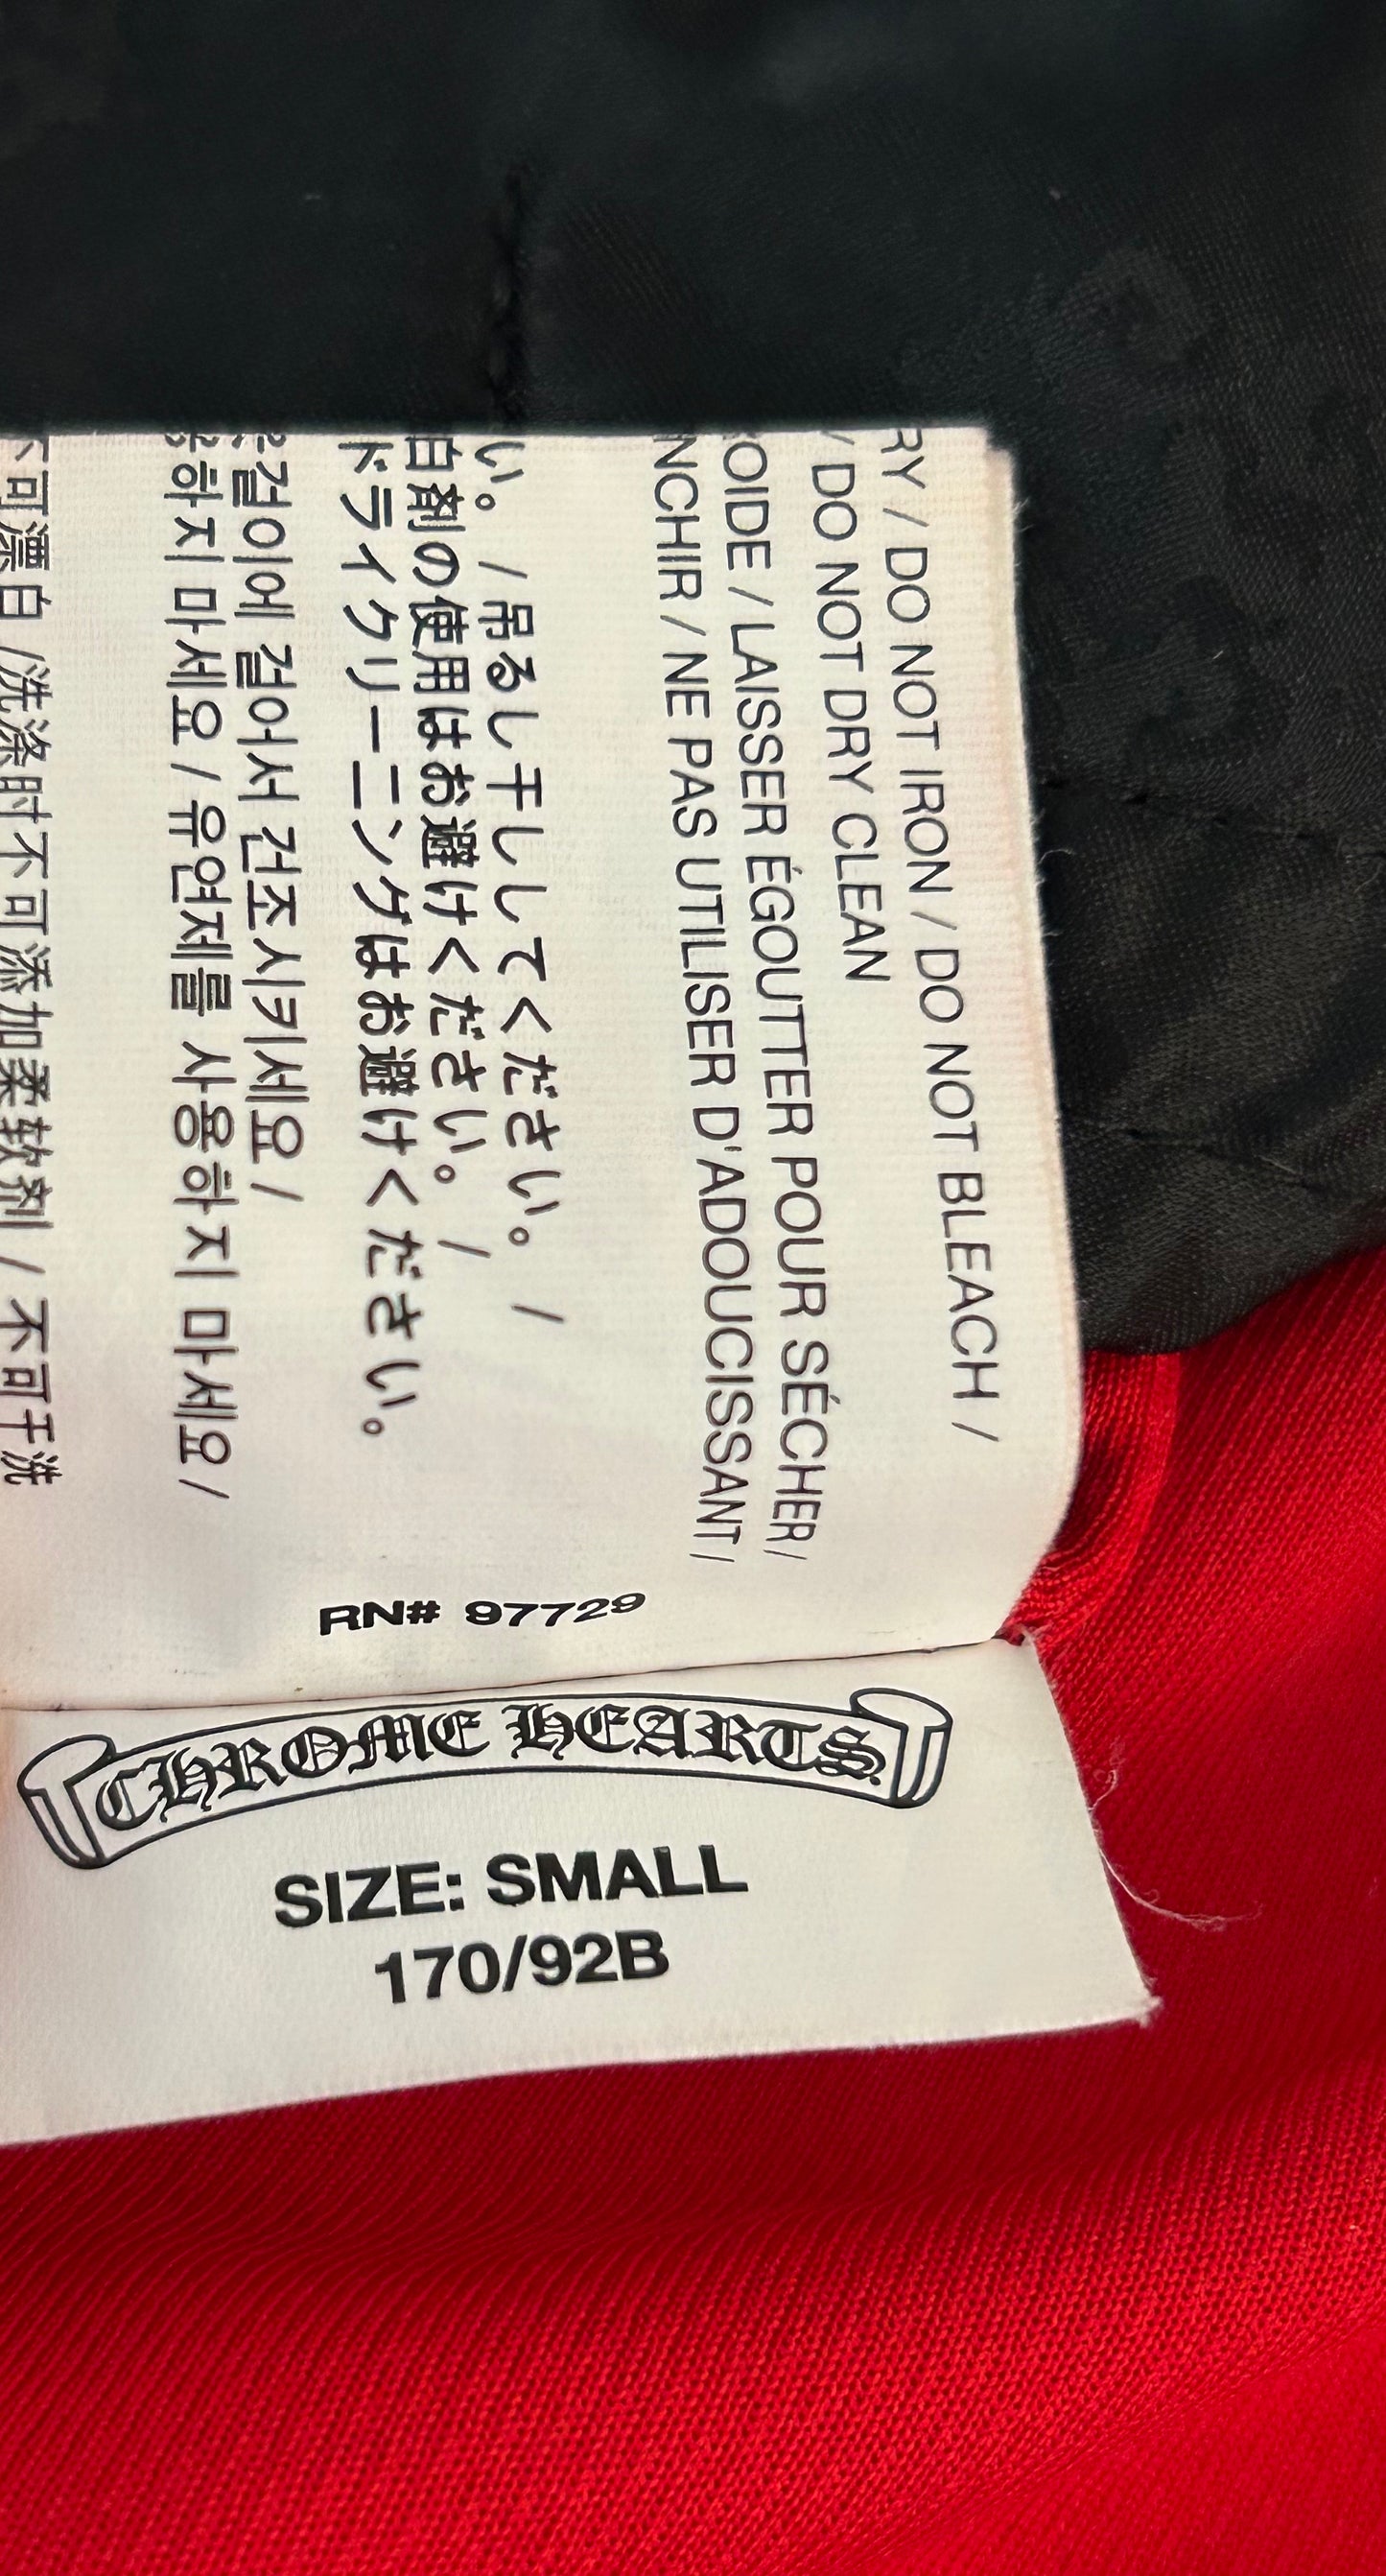 / DO NOT IRON / DO NOT BLEACH /
/ DO NOT DRY CLEAN
/ LAISSER ÉGOUTTER POUR SÉCHER/
/ NE PAS UTILISER D'ADOUCISSANT /
い。 / 吊るし干ししてください。 /
白剤の使用はお避けください。 /
ドライクリーニングはお避けください。
걸이에 걸어서 건조시키세요 /
하지 마세요 / 유연제를 사용하지 마세요 /
不可漂白 /洗涤时不可添加柔软剂 / 不可干洗
RN# 97729
CHROME HEARTS
SIZE: SMALL
170/92B